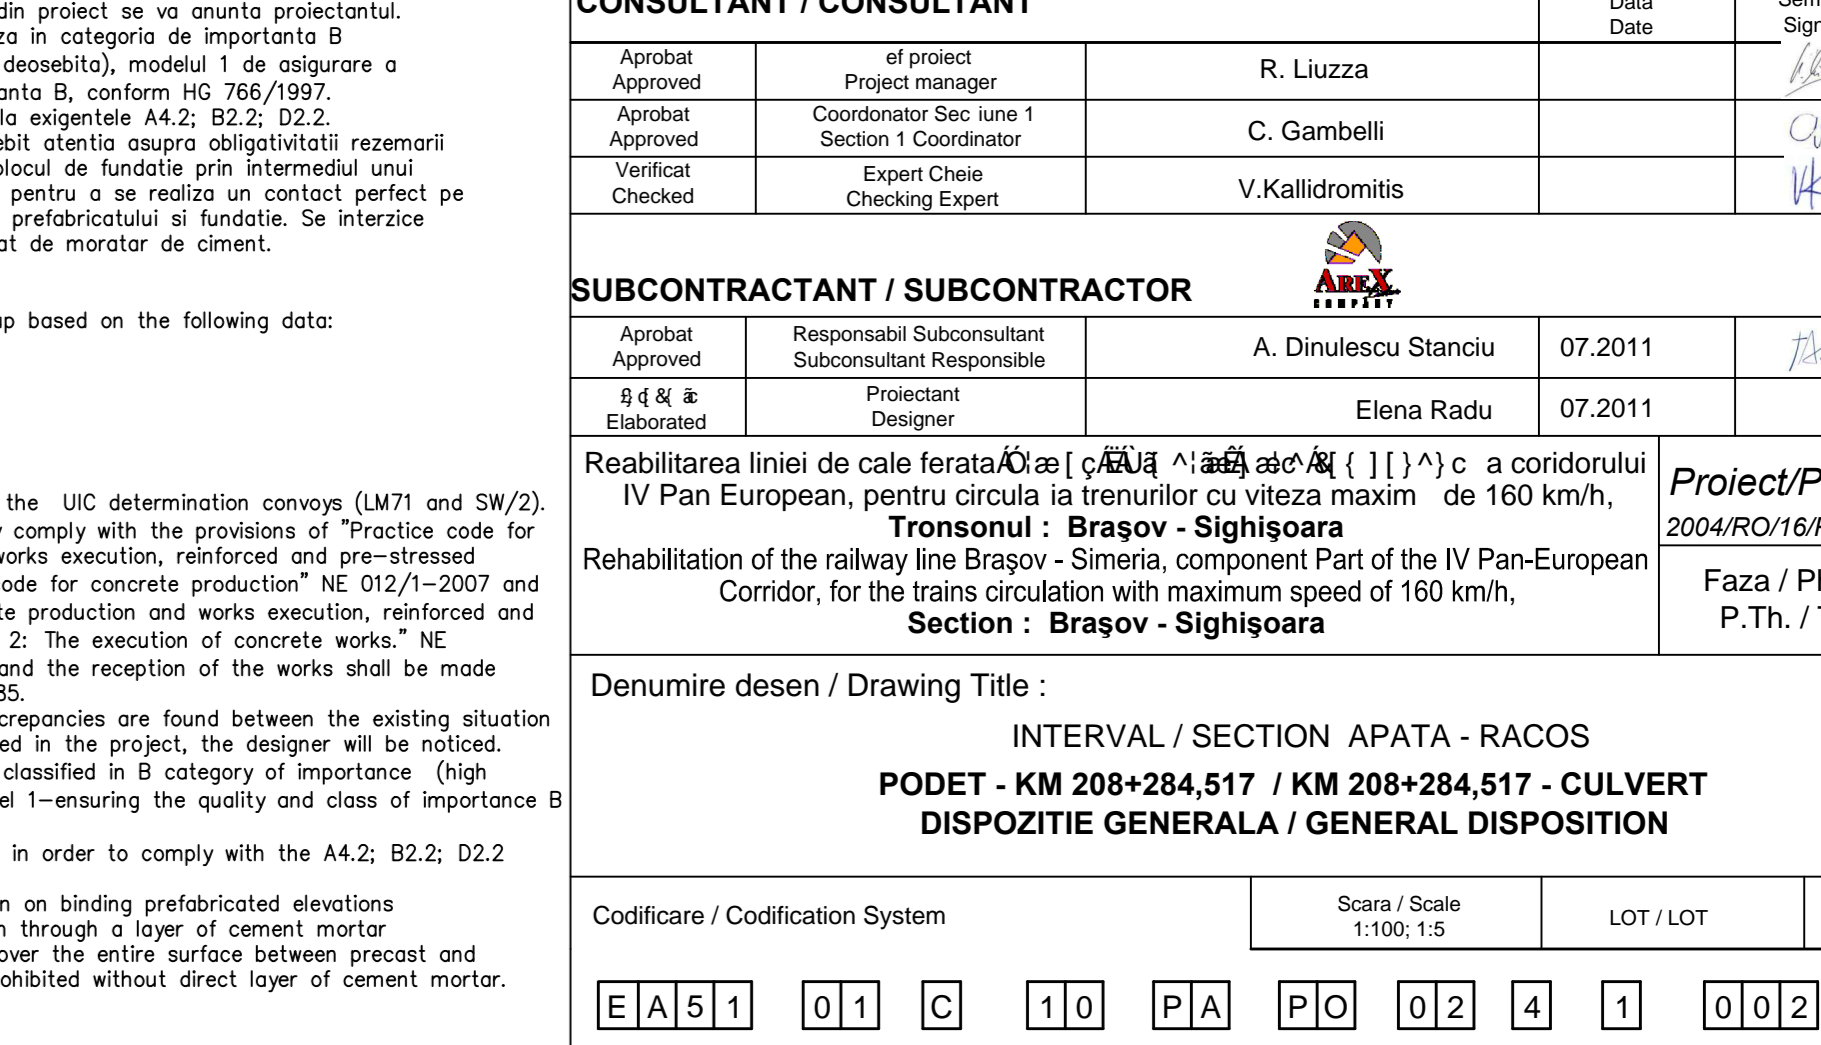 din proiect se va anunta proiectantul.
za in categoria de importanta B
deosebita), modelul 1 de asigurare a
anta B, conform HG 766/1997.
la exigentele A4.2; B2.2; D2.2.
ebit atentia asupra obligativitatii rezemarii
blocul de fundatie prin intermediul unui
pentru a se realiza un contact perfect pe
prefabricatului si fundatie. Se interzice
at de moratar de ciment.
up based on the following data:
the UIC determination convoys (LM71 and SW/2).
y comply with the provisions of "Practice code for
works execution, reinforced and pre-stressed
code for concrete production" NE 012/1-2007 and
te production and works execution, reinforced and
2: The execution of concrete works." NE
and the reception of the works shall be made
85.
crepancies are found between the existing situation
ed in the project, the designer will be noticed.
classified in B category of importance (high
el 1-ensuring the quality and class of importance B
in order to comply with the A4.2; B2.2; D2.2
n on binding prefabricated elevations
n through a layer of cement mortar
over the entire surface between precast and
ohibited without direct layer of cement mortar.
CONSULTANT / CONSULTANT
Data
Date
Sem
Sign
Aprobat
Approved
ef proiect
Project manager
R. Liuzza
Aprobat
Approved
Coordonator Sec iune 1
Section 1 Coordinator
C. Gambelli
Verificat
Checked
Expert Cheie
Checking Expert
V.Kallidromitis
SUBCONTRACTANT / SUBCONTRACTOR
AREX
COMPANY
Aprobat
Approved
Responsabil Subconsultant
Subconsultant Responsible
A. Dinulescu Stanciu
07.2011
Elaborated
Proiectant
Designer
Elena Radu
07.2011
Reabilitarea liniei de cale ferata a coridorului
IV Pan European, pentru circula ia trenurilor cu viteza maxim de 160 km/h,
Tronsonul : Braşov - Sighişoara
Rehabilitation of the railway line Braşov - Simeria, component Part of the IV Pan-European
Corridor, for the trains circulation with maximum speed of 160 km/h,
Section : Braşov - Sighişoara
Proiect/P
2004/RO/16/
Faza / P
P.Th. /
Denumire desen / Drawing Title :
INTERVAL / SECTION APATA - RACOS
PODET - KM 208+284,517 / KM 208+284,517 - CULVERT
DISPOZITIE GENERALA / GENERAL DISPOSITION
Codificare / Codification System
Scara / Scale
1:100; 1:5
LOT / LOT
EA51 01 C 10 PA PO 02 4 1 002